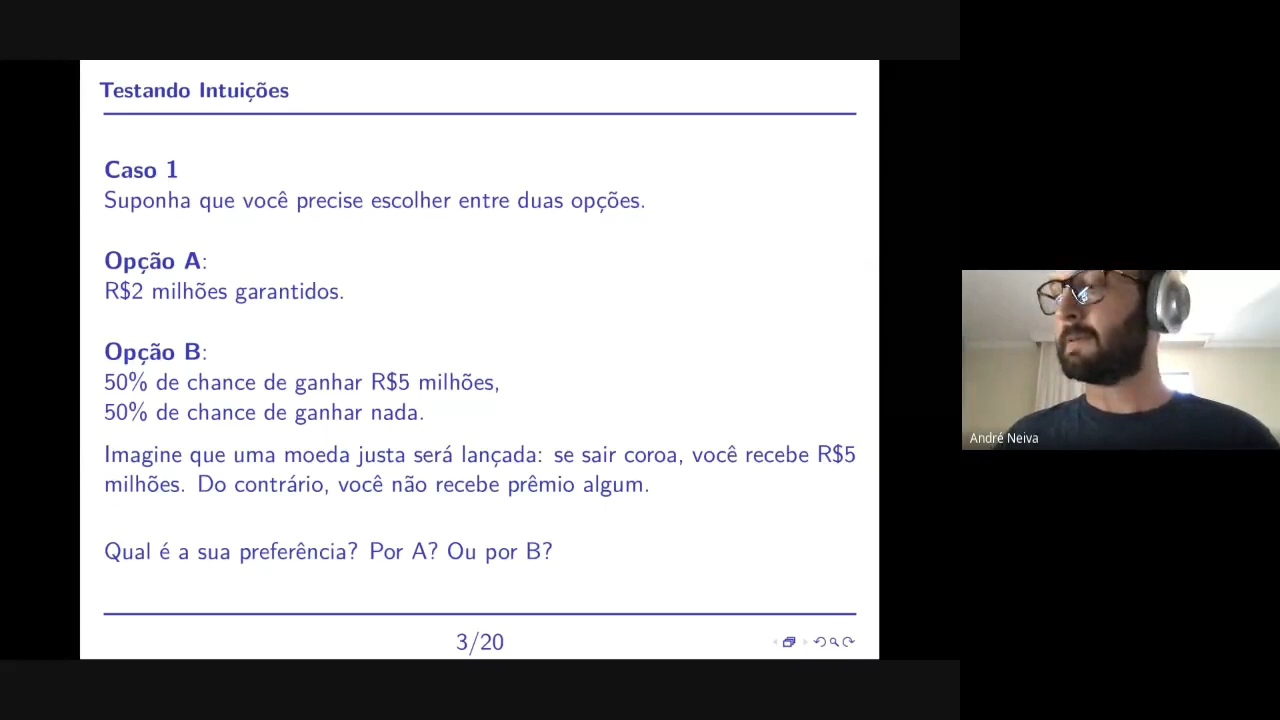 Testando Intuições
Caso 1
Suponha que você precise escolher entre duas opções.
Opção A:
R$2 milhões garantidos.
Opção B:
50% de chance de ganhar R$5 milhões,
50% de chance de ganhar nada.
Imagine que uma moeda justa será lançada: se sair coroa, você recebe R$5
milhões. Do contrário, você não recebe prêmio algum.
Qual é a sua preferência? Por A? Ou por B?
3/20
André Neiva